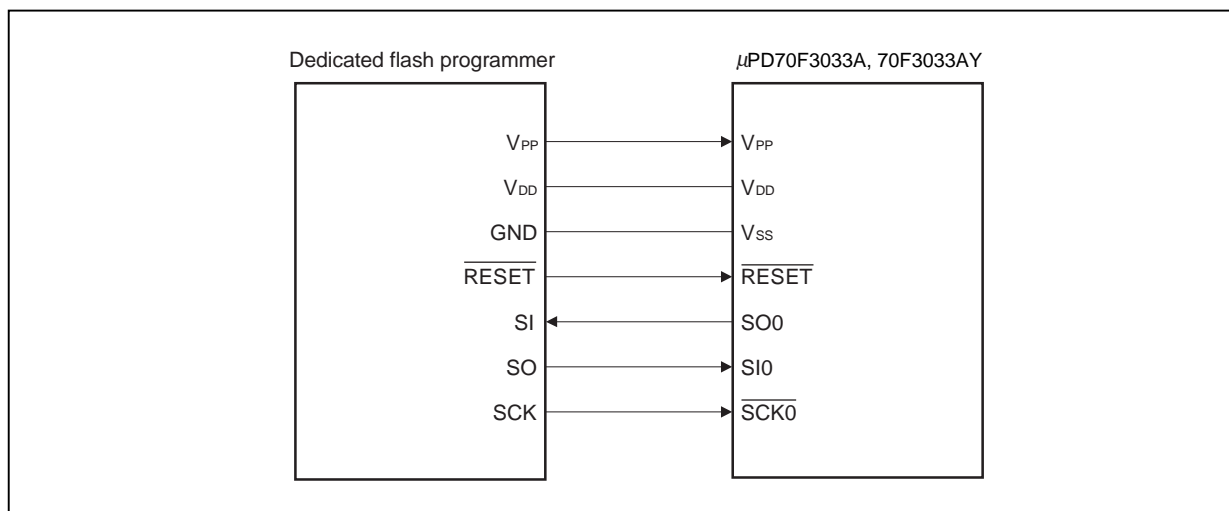 Dedicated flash programmer
μPD70F3033A, 70F3033AY
VPP
VPP
VDD
VDD
GND
VSS
RESET
RESET
SI
SO0
SO
SI0
SCK
SCK0